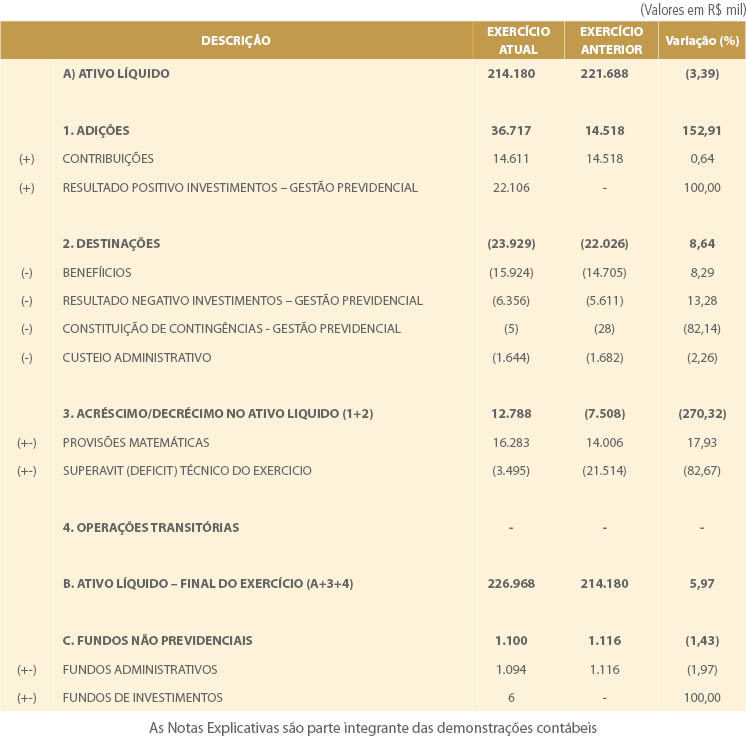 (Valores em R$ mil)
DESCRIÇÃO EXERCÍCIO ATUAL EXERCÍCIO ANTERIOR Variação (%)
A) ATIVO LÍQUIDO 214.180 221.688 (3,39)
1. ADIÇÕES 36.717 14.518 152,91
(+) CONTRIBUIÇÕES 14.611 14.518 0,64
(+) RESULTADO POSITIVO INVESTIMENTOS – GESTÃO PREVIDENCIAL 22.106 - 100,00
2. DESTINAÇÕES (23.929) (22.026) 8,64
(-) BENEFÍICIOS (15.924) (14.705) 8,29
(-) RESULTADO NEGATIVO INVESTIMENTOS – GESTÃO PREVIDENCIAL (6.356) (5.611) 13,28
(-) CONSTITUIÇÃO DE CONTINGÊNCIAS - GESTÃO PREVIDENCIAL (5) (28) (82,14)
(-) CUSTEIO ADMINISTRATIVO (1.644) (1.682) (2,26)
3. ACRÉSCIMO/DECRÉCIMO NO ATIVO LIQUIDO (1+2) 12.788 (7.508) (270,32)
(+-) PROVISÕES MATEMÁTICAS 16.283 14.006 17,93
(+-) SUPERAVIT (DEFICIT) TÉCNICO DO EXERCICIO (3.495) (21.514) (82,67)
4. OPERAÇÕES TRANSITÓRIAS - - -
B. ATIVO LÍQUIDO – FINAL DO EXERCÍCIO (A+3+4) 226.968 214.180 5,97
C. FUNDOS NÃO PREVIDENCIAIS 1.100 1.116 (1,43)
(+-) FUNDOS ADMINISTRATIVOS 1.094 1.116 (1,97)
(+-) FUNDOS DE INVESTIMENTOS 6 - 100,00
As Notas Explicativas são parte integrante das demonstrações contábeis